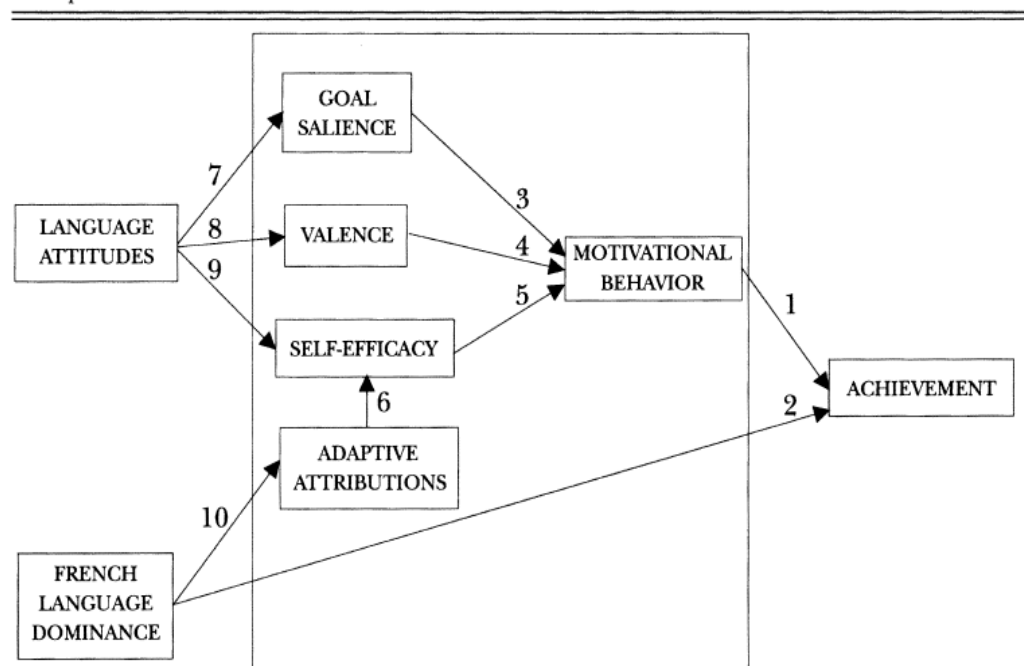 GOAL
SALIENCE
7
3
LANGUAGE
ATTITUDES
8
VALENCE
4
MOTIVATIONAL
BEHAVIOR
9
5
1
SELF-EFFICACY
6
2
ACHIEVEMENT
ADAPTIVE
ATTRIBUTIONS
10
FRENCH
LANGUAGE
DOMINANCE